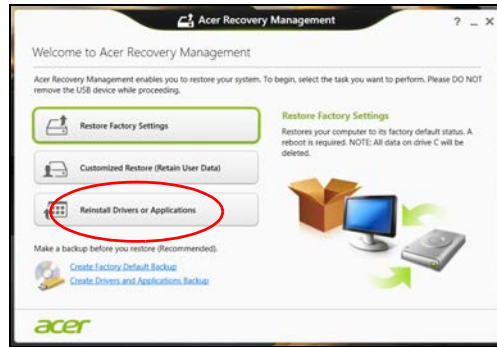 Acer Recovery Management
? _ X
Welcome to Acer Recovery Management
Acer Recovery Management enables you to restore your system. To begin, select the task you want to perform. Please DO NOT
remove the USB device while proceeding.
Restore Factory Settings
Customized Restore (Retain User Data)
Reinstall Drivers or Applications
Restore Factory Settings
Restores your computer to its factory default status. A
reboot is required. NOTE: All data on drive C will be
deleted.
Make a backup before you restore (Recommended).
Create Factory Default Backup
Create Drivers and Applications Backup
acer